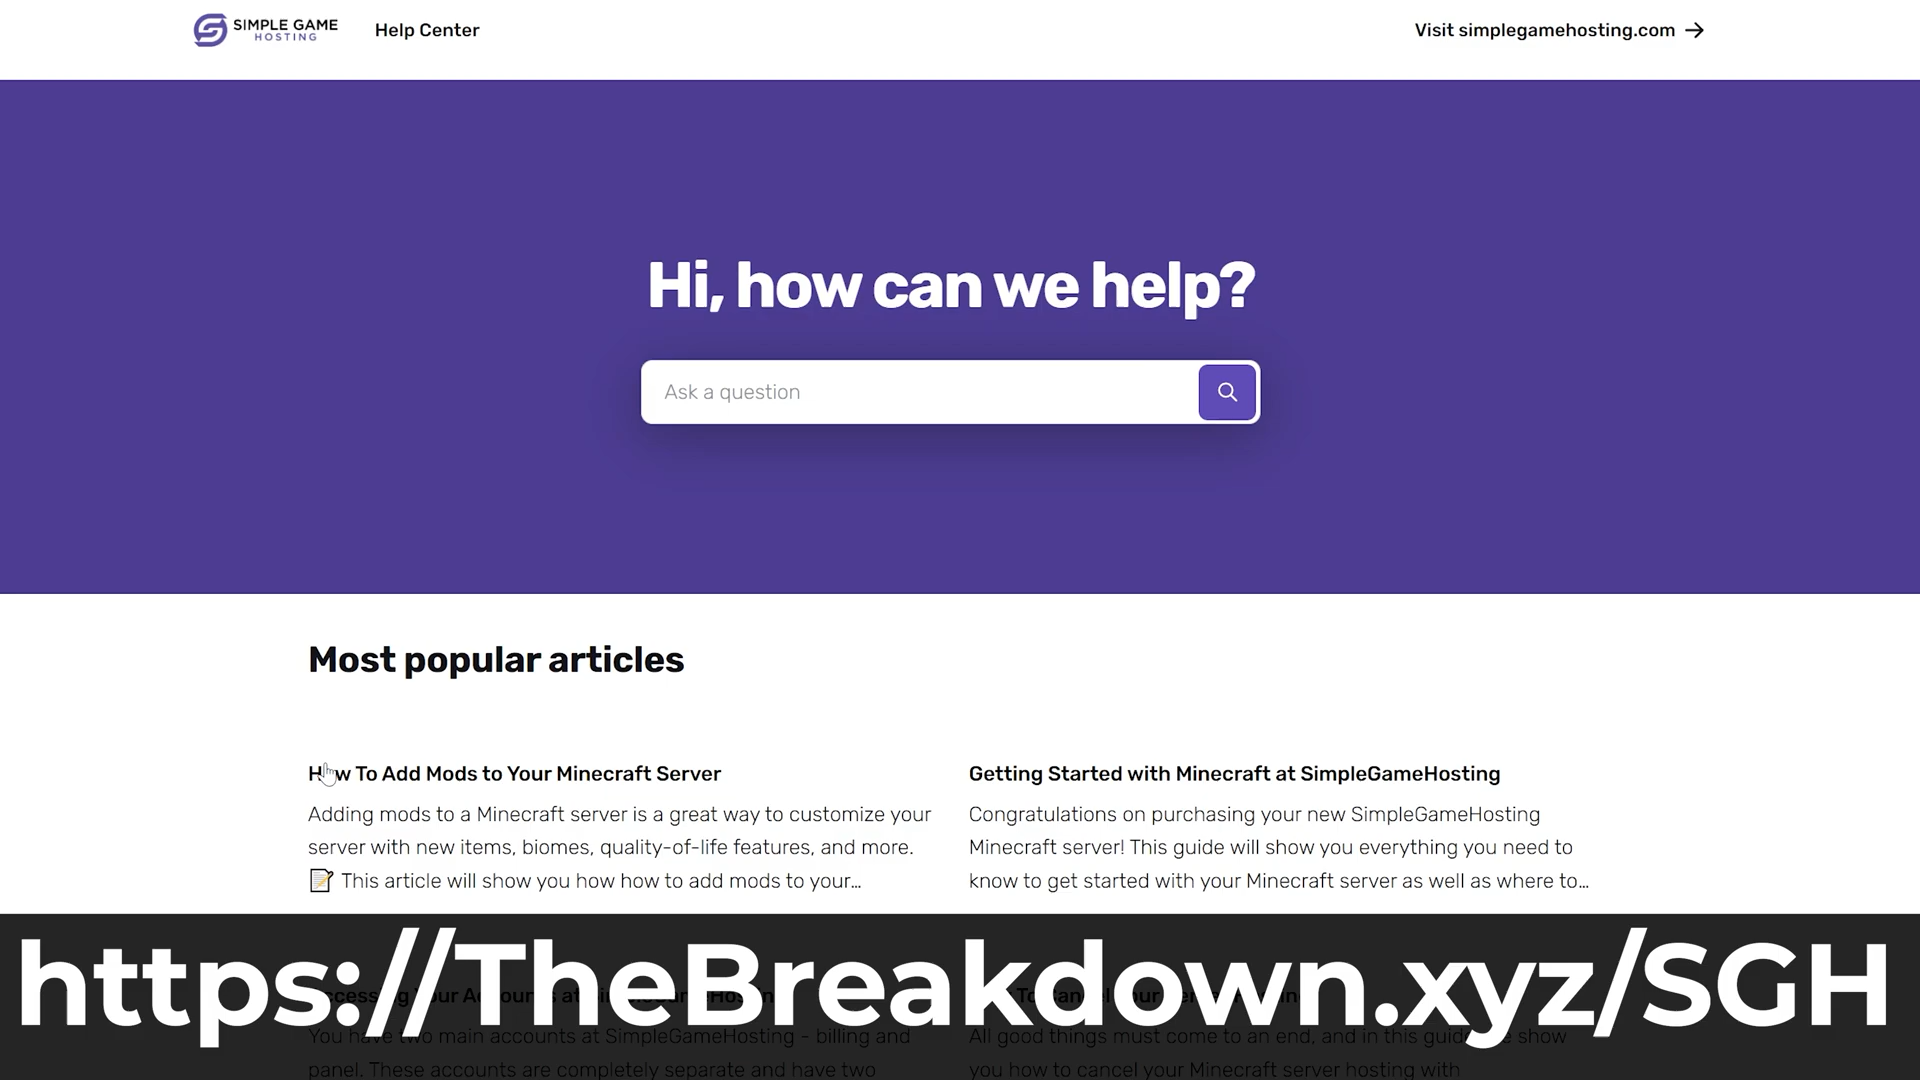 SIMPLE GAME
HOSTING
Help Center
Visit simplegamehosting.com
Hi, how can we help?
Ask a question
Most popular articles
How To Add Mods to Your Minecraft Server
Adding mods to a Minecraft server is a great way to customize your
server with new items, biomes, quality-of-life features, and more.
📝 This article will show you how how to add mods to your...
Getting Started with Minecraft at SimpleGameHosting
Congratulations on purchasing your new SimpleGameHosting
Minecraft server! This guide will show you everything you need to
know to get started with your Minecraft server as well as where to...
https://TheBreakdown.xyz/SGH
You have two main accounts at SimpleGameHosting - billing and
panel. These accounts are completely separate and have two
All good things must come to an end, and in this guide show
you how to cancel your Minecraft server hosting with